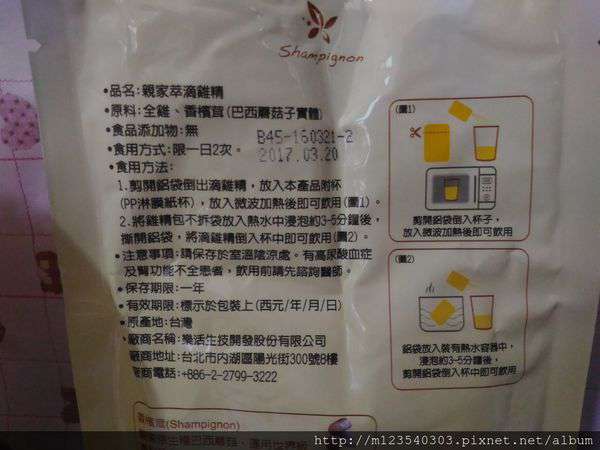 Shampignon
•品名:親家萃滴雞精
•原料:全雞、香檳茸(巴西蘑菇子實體)
•食品添加物:無
B45-160321-2
•食用方式:限一日2次。
2017.03.20
•食用方法:
1.剪開鋁袋倒出滴雞精,放入本產品附杯
(PP淋膜紙杯),放入微波加熱後即可飲用(圖1)。
2.將雞精包不拆袋放入熱水中浸泡約3-5分鐘後,
撕開鋁袋,將滴雞精倒入杯中即可飲用(圖2)。
•注意事項:請保存於室溫陰涼處。有高尿酸血症
及腎功能不全患者,飲用前請先諮詢醫師。
•保存期限:一年
•有效期限:標示於包裝上(西元/年/月/日)
•原產地:台灣
•廠商名稱:樂活生技開發股份有限公司
廠商地址:台北市內湖區陽光街300號8樓
廠商電話:+886-2-2799-3222
(圖1)
剪開鋁袋倒入杯子,
放入微波加熱後即可飲用
(圖2)
鋁袋放入裝有熱水容器中,
浸泡約3-5分鐘後,
剪開鋁袋倒入杯中即可飲用
香檳茸(Shampignon)
http://m123540303.pixnet.net/album